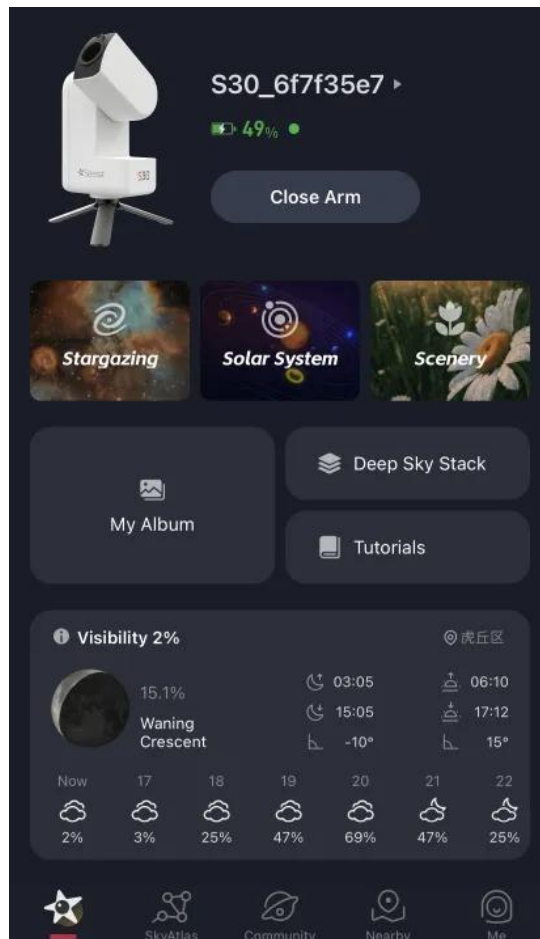 S30_6f7f35e7
49%
Seestar S30
Close Arm
Stargazing
Solar System
Scenery
My Album
Deep Sky Stack
Tutorials
Visibility 2%
虎丘区
15.1%
Waning
Crescent
03:05
06:10
15:05
17:12
-10°
15°
Now 17 18 19 20 21 22
2% 3% 25% 47% 69% 47% 25%
SkyAtlas Community Nearby Me